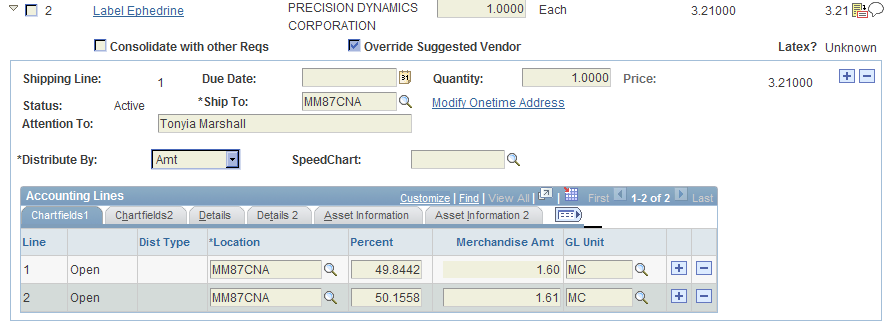 2 Label Ephedrine PRECISION DYNAMICS CORPORATION 1.0000 Each 3.21000 3.21
Consolidate with other Reqs Override Suggested Vendor Latex? Unknown
Shipping Line: 1 Due Date: 31 Quantity: 1.0000 Price: 3.21000
Status: Active *Ship To: MM87CNA Modify Onetime Address
Attention To: Tonyia Marshall
*Distribute By: Amt SpeedChart:
Accounting Lines Customize | Find | View All | | First 1-2 of 2 Last
Chartfields1 Chartfields2 Details Details 2 Asset Information Asset Information 2
Line Dist Type *Location Percent Merchandise Amt GL Unit
1 Open MM87CNA 49.8442 1.60 MC
2 Open MM87CNA 50.1558 1.61 MC